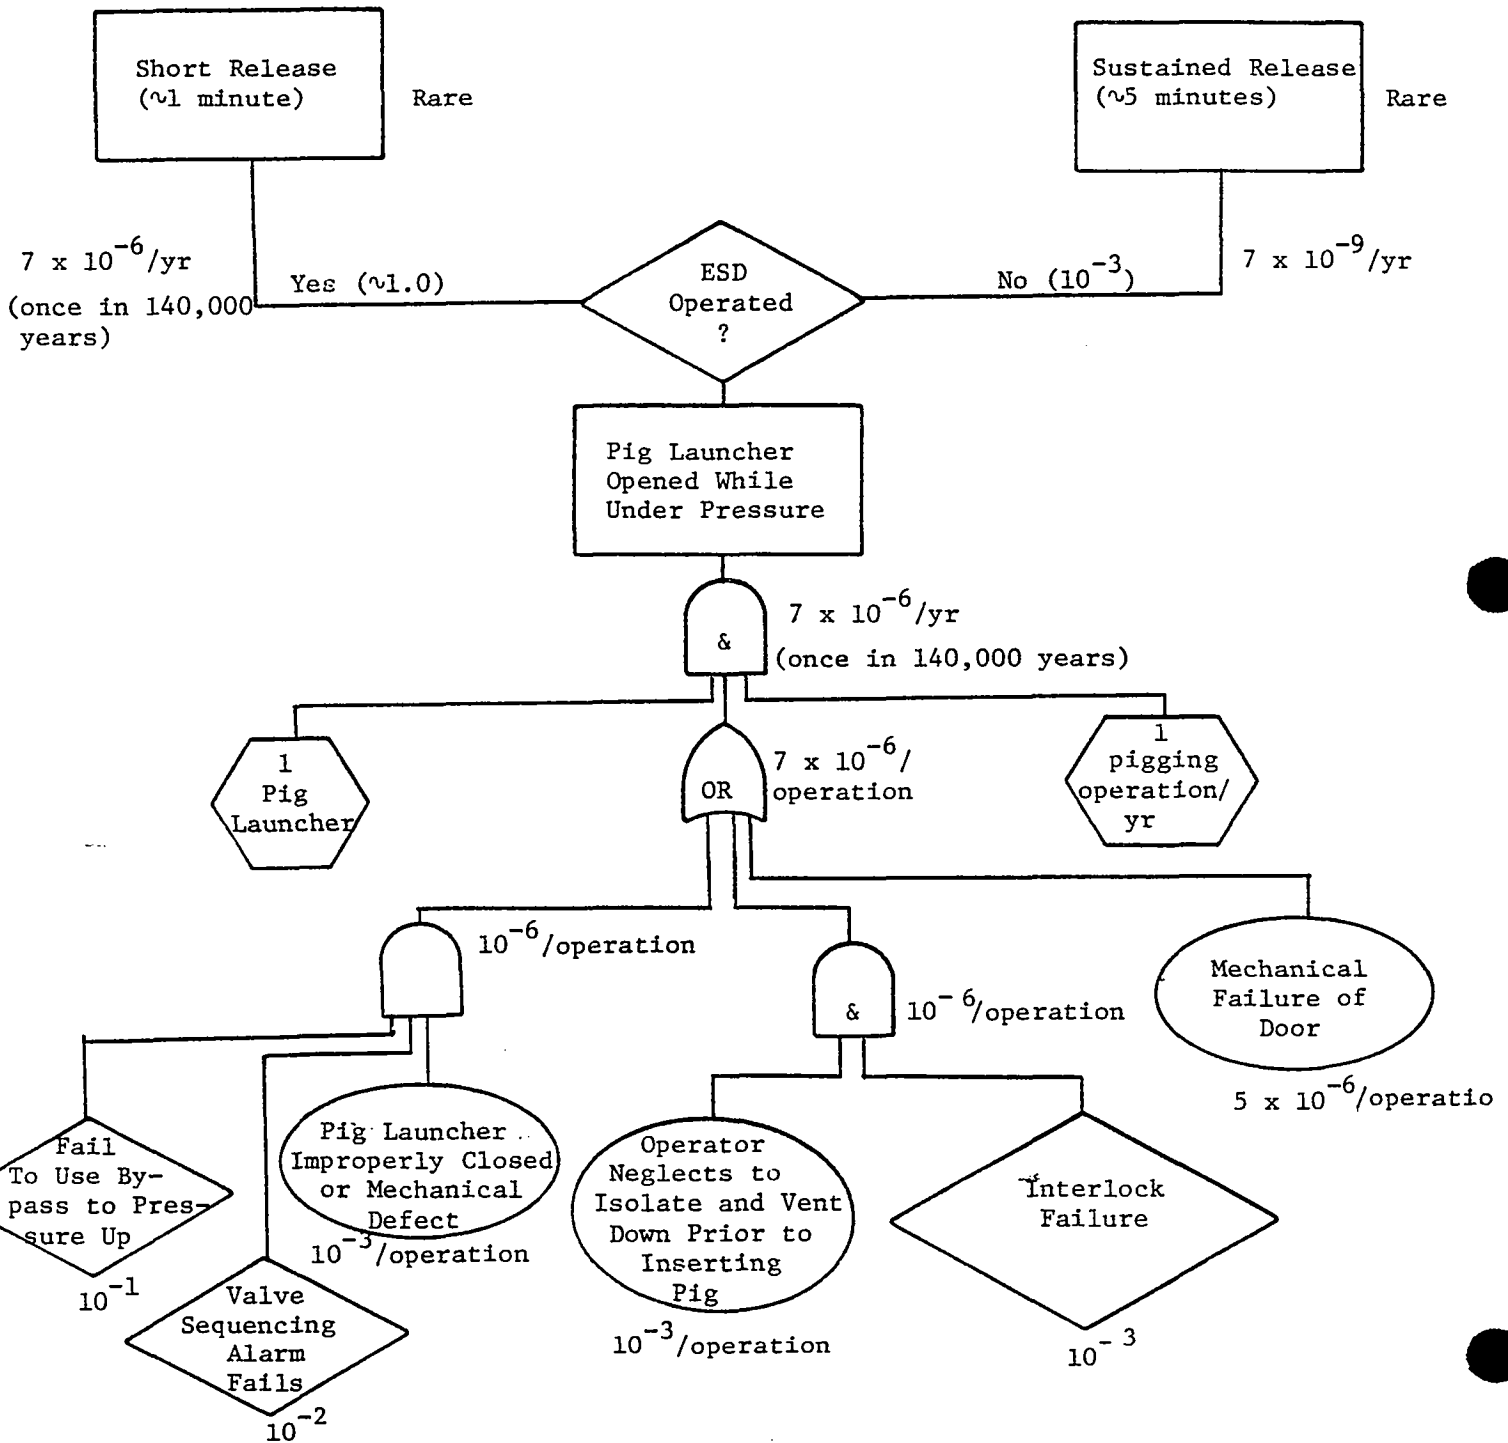 Short Release
(~1 minute)
Rare
Sustained Release
(~5 minutes)
Rare
7 x 10^-6/yr
(once in 140,000
years)
Yes (~1.0)
ESD
Operated
?
No (10^-3)
7 x 10^-9/yr
Pig Launcher
Opened While
Under Pressure
&
7 x 10^-6/yr
(once in 140,000 years)
1
Pig
Launcher
OR
7 x 10^-6/
operation
1
pigging
operation/
yr
10^-6/operation
&
10^-6/operation
Mechanical
Failure of
Door
5 x 10^-6/operatio
Fail
To Use By-
pass to Pres-
sure Up
10^-1
Valve
Sequencing
Alarm
Fails
10^-2
Pig Launcher
Improperly Closed
or Mechanical
Defect
10^-3/operation
Operator
Neglects to
Isolate and Vent
Down Prior to
Inserting
Pig
10^-3/operation
Interlock
Failure
10^-3